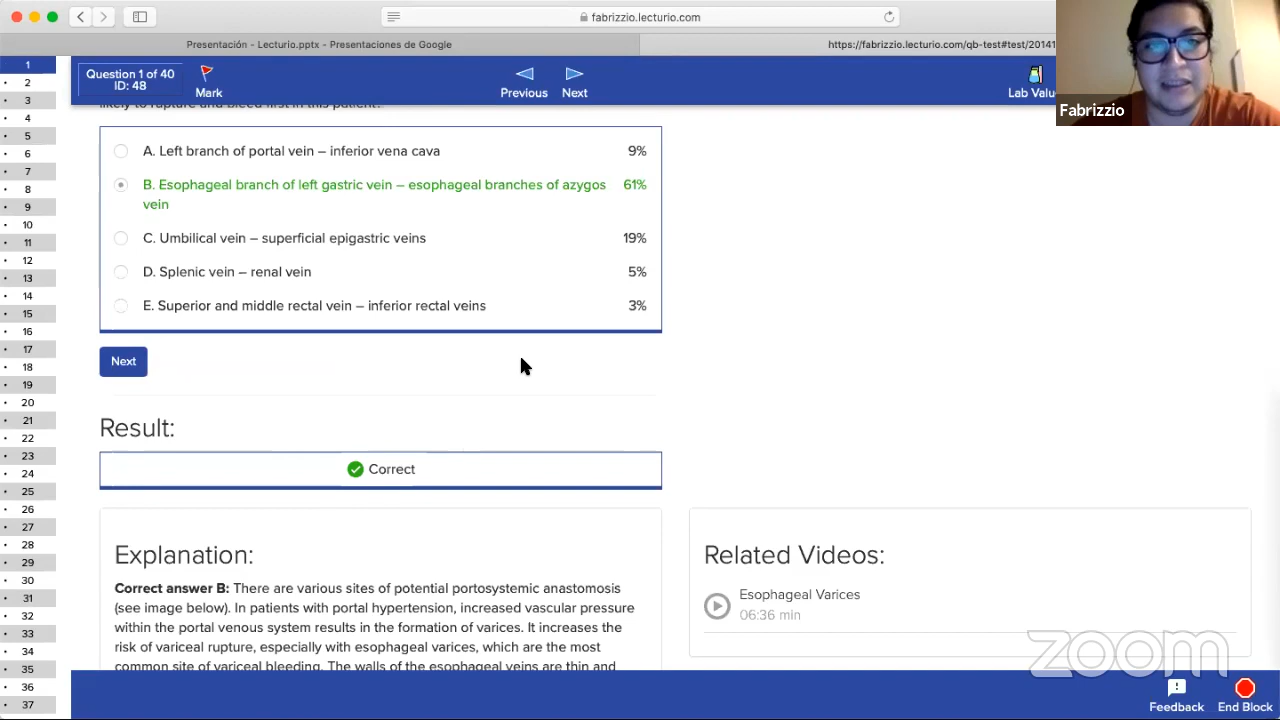 fabrizzio.lecturio.com
Presentación - Lecturio.pptx - Presentaciones de Google
https://fabrizzio.lecturio.com/qb-test#test/20141
Question 1 of 40
ID: 48
Mark
Previous
Next
Lab Valu
Fabrizzio
likely to rupture and bleed first in this patient?
A. Left branch of portal vein – inferior vena cava 9%
B. Esophageal branch of left gastric vein – esophageal branches of azygos 61%
vein
C. Umbilical vein – superficial epigastric veins 19%
D. Splenic vein – renal vein 5%
E. Superior and middle rectal vein – inferior rectal veins 3%
Next
Result:
Correct
Explanation:
Correct answer B: There are various sites of potential portosystemic anastomosis
(see image below). In patients with portal hypertension, increased vascular pressure
within the portal venous system results in the formation of varices. It increases the
risk of variceal rupture, especially with esophageal varices, which are the most
common site of variceal bleeding. The walls of the esophageal veins are thin and
Related Videos:
Esophageal Varices
06:36 min
zoom
Feedback
End Block
1
2
3
4
5
6
7
8
9
10
11
12
13
14
15
16
17
18
19
20
21
22
23
24
25
26
27
28
29
30
31
32
33
34
35
36
37